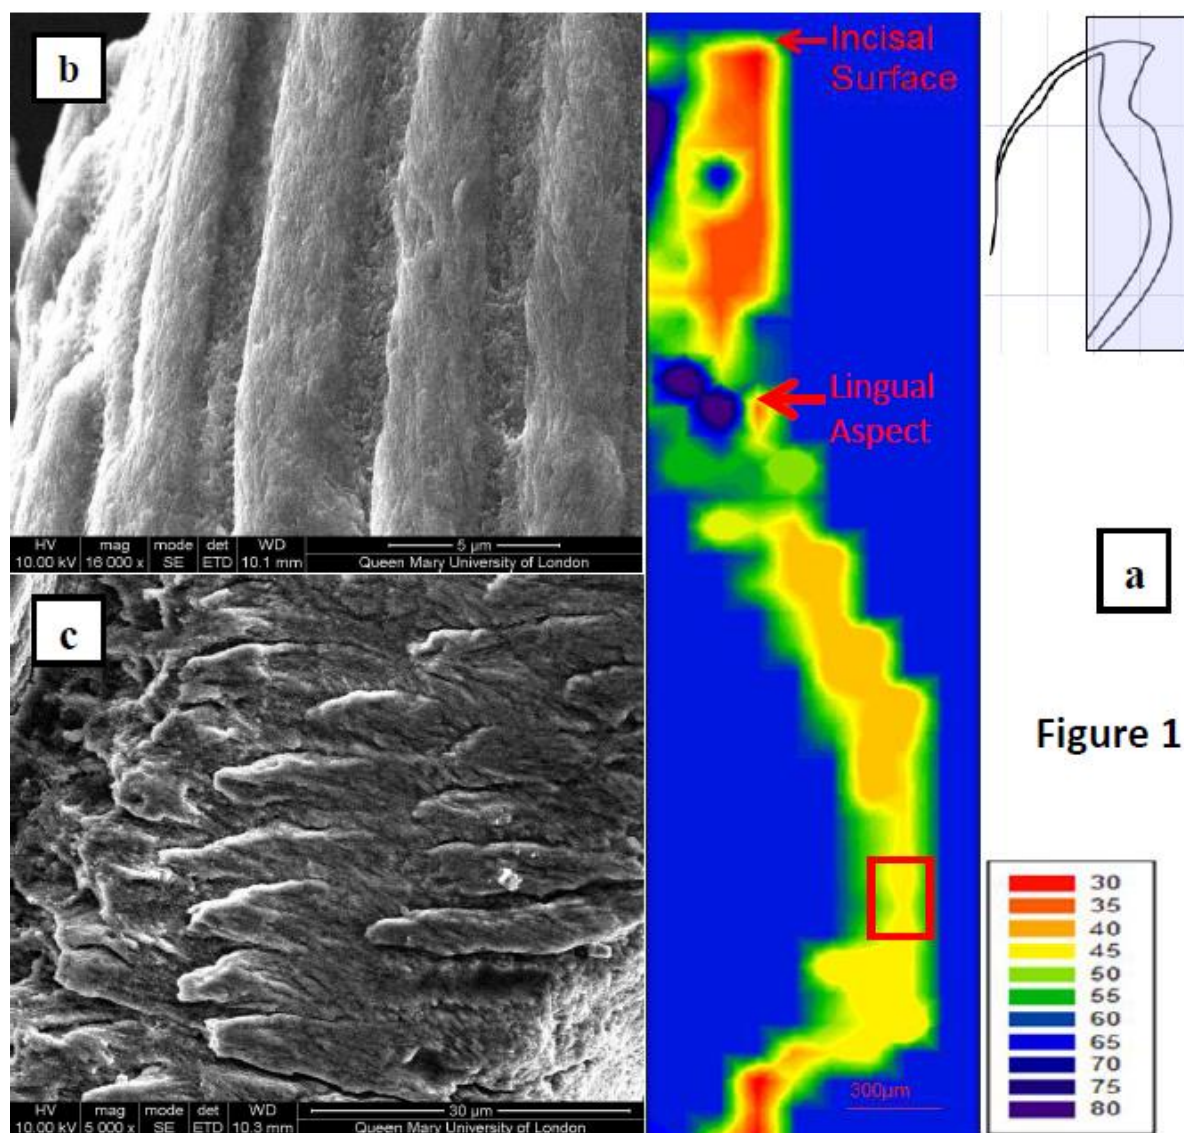 b
HV mag mode det WD 5 µm
10.00 kV 16 000 x SE ETD 10.1 mm Queen Mary University of London
c
HV mag mode det WD 30 µm
10.00 kV 5 000 x SE ETD 10.3 mm Queen Mary University of London
Incisal
Surface
Lingual
Aspect
300µm
a
Figure 1
30
35
40
45
50
55
60
65
70
75
80